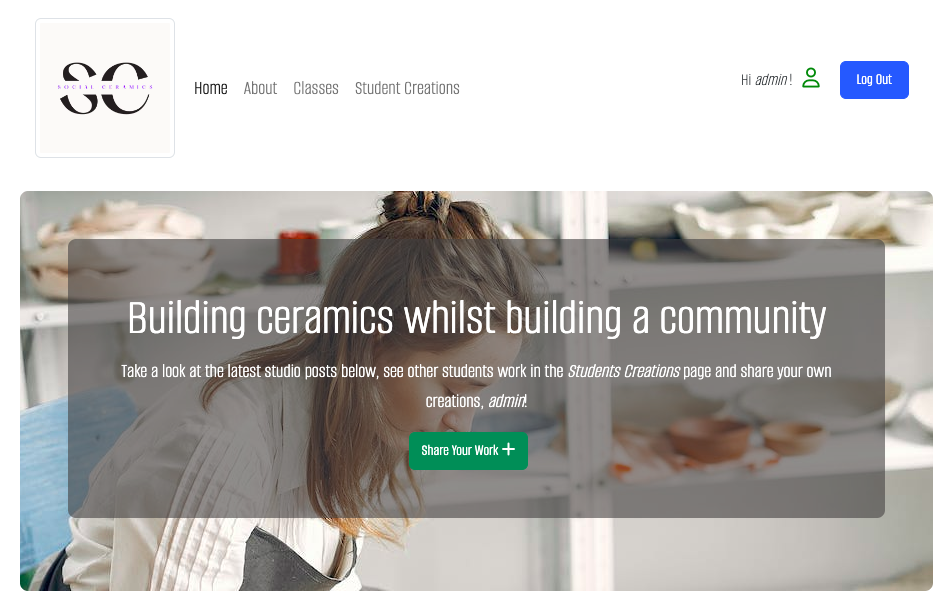 SC
SOCIAL CERAMICS
Home About Classes Student Creations
Hi admin!
Log Out
Building ceramics whilst building a community
Take a look at the latest studio posts below, see other students work in the Students Creations page and share your own
creations, admin!
Share Your Work +